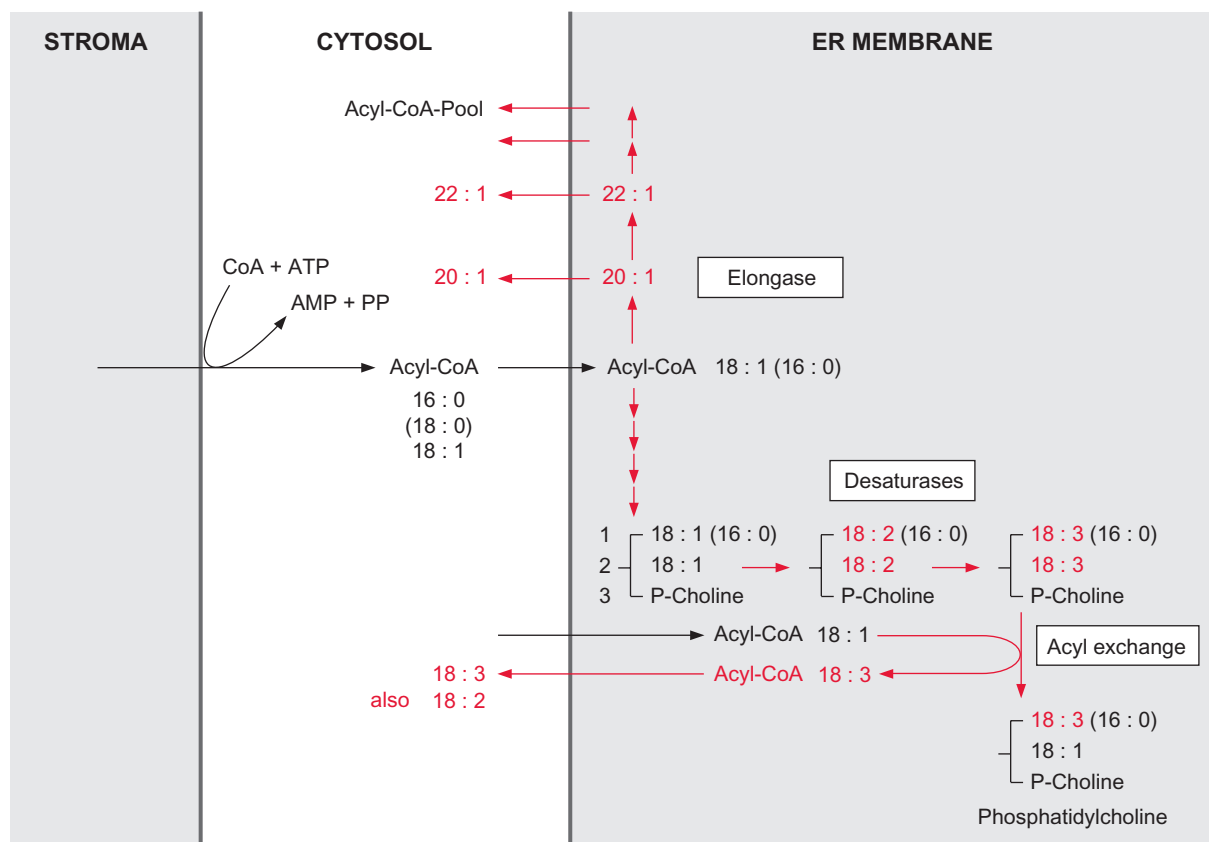 STROMA CYTOSOL ER MEMBRANE
Acyl-CoA-Pool
22 : 1 22 : 1
CoA + ATP
20 : 1 20 : 1 Elongase
AMP + PP
Acyl-CoA Acyl-CoA 18 : 1 (16 : 0)
16 : 0
(18 : 0)
18 : 1
Desaturases
1 18 : 1 (16 : 0) 18 : 2 (16 : 0) 18 : 3 (16 : 0)
2 18 : 1 18 : 2 18 : 3
3 P-Choline P-Choline P-Choline
Acyl-CoA 18 : 1 Acyl exchange
18 : 3 Acyl-CoA 18 : 3
also 18 : 2
18 : 3 (16 : 0)
18 : 1
P-Choline
Phosphatidylcholine